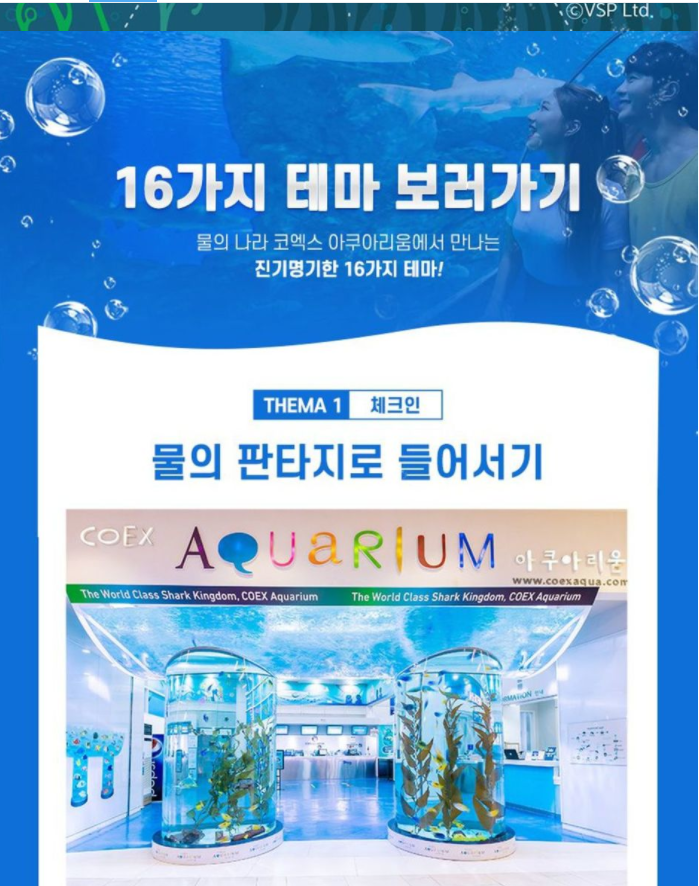 ©VSP Ltd.
16가지 테마 보러가기
물의 나라 코엑스 아쿠아리움에서 만나는
진기명기한 16가지 테마!
THEMA 1 체크인
물의 판타지로 들어서기
COEX AQUARIUM 아쿠아리움
www.coexaqua.com
The World Class Shark Kingdom, COEX Aquarium The World Class Shark Kingdom, COEX Aquarium
pepsi